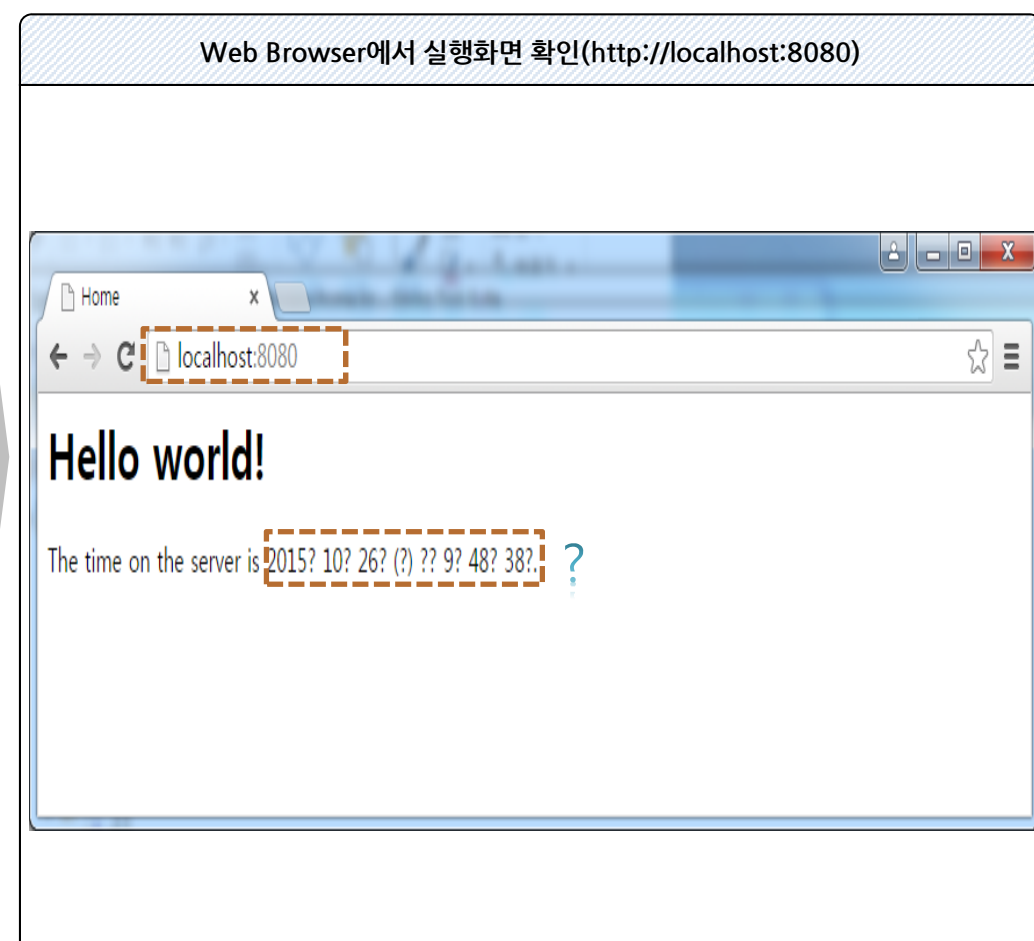 Web Browser에서 실행화면 확인(http://localhost:8080)
Home
localhost:8080
Hello world!
The time on the server is 2015? 10? 26? (?) ?? 9? 48? 38?. ?